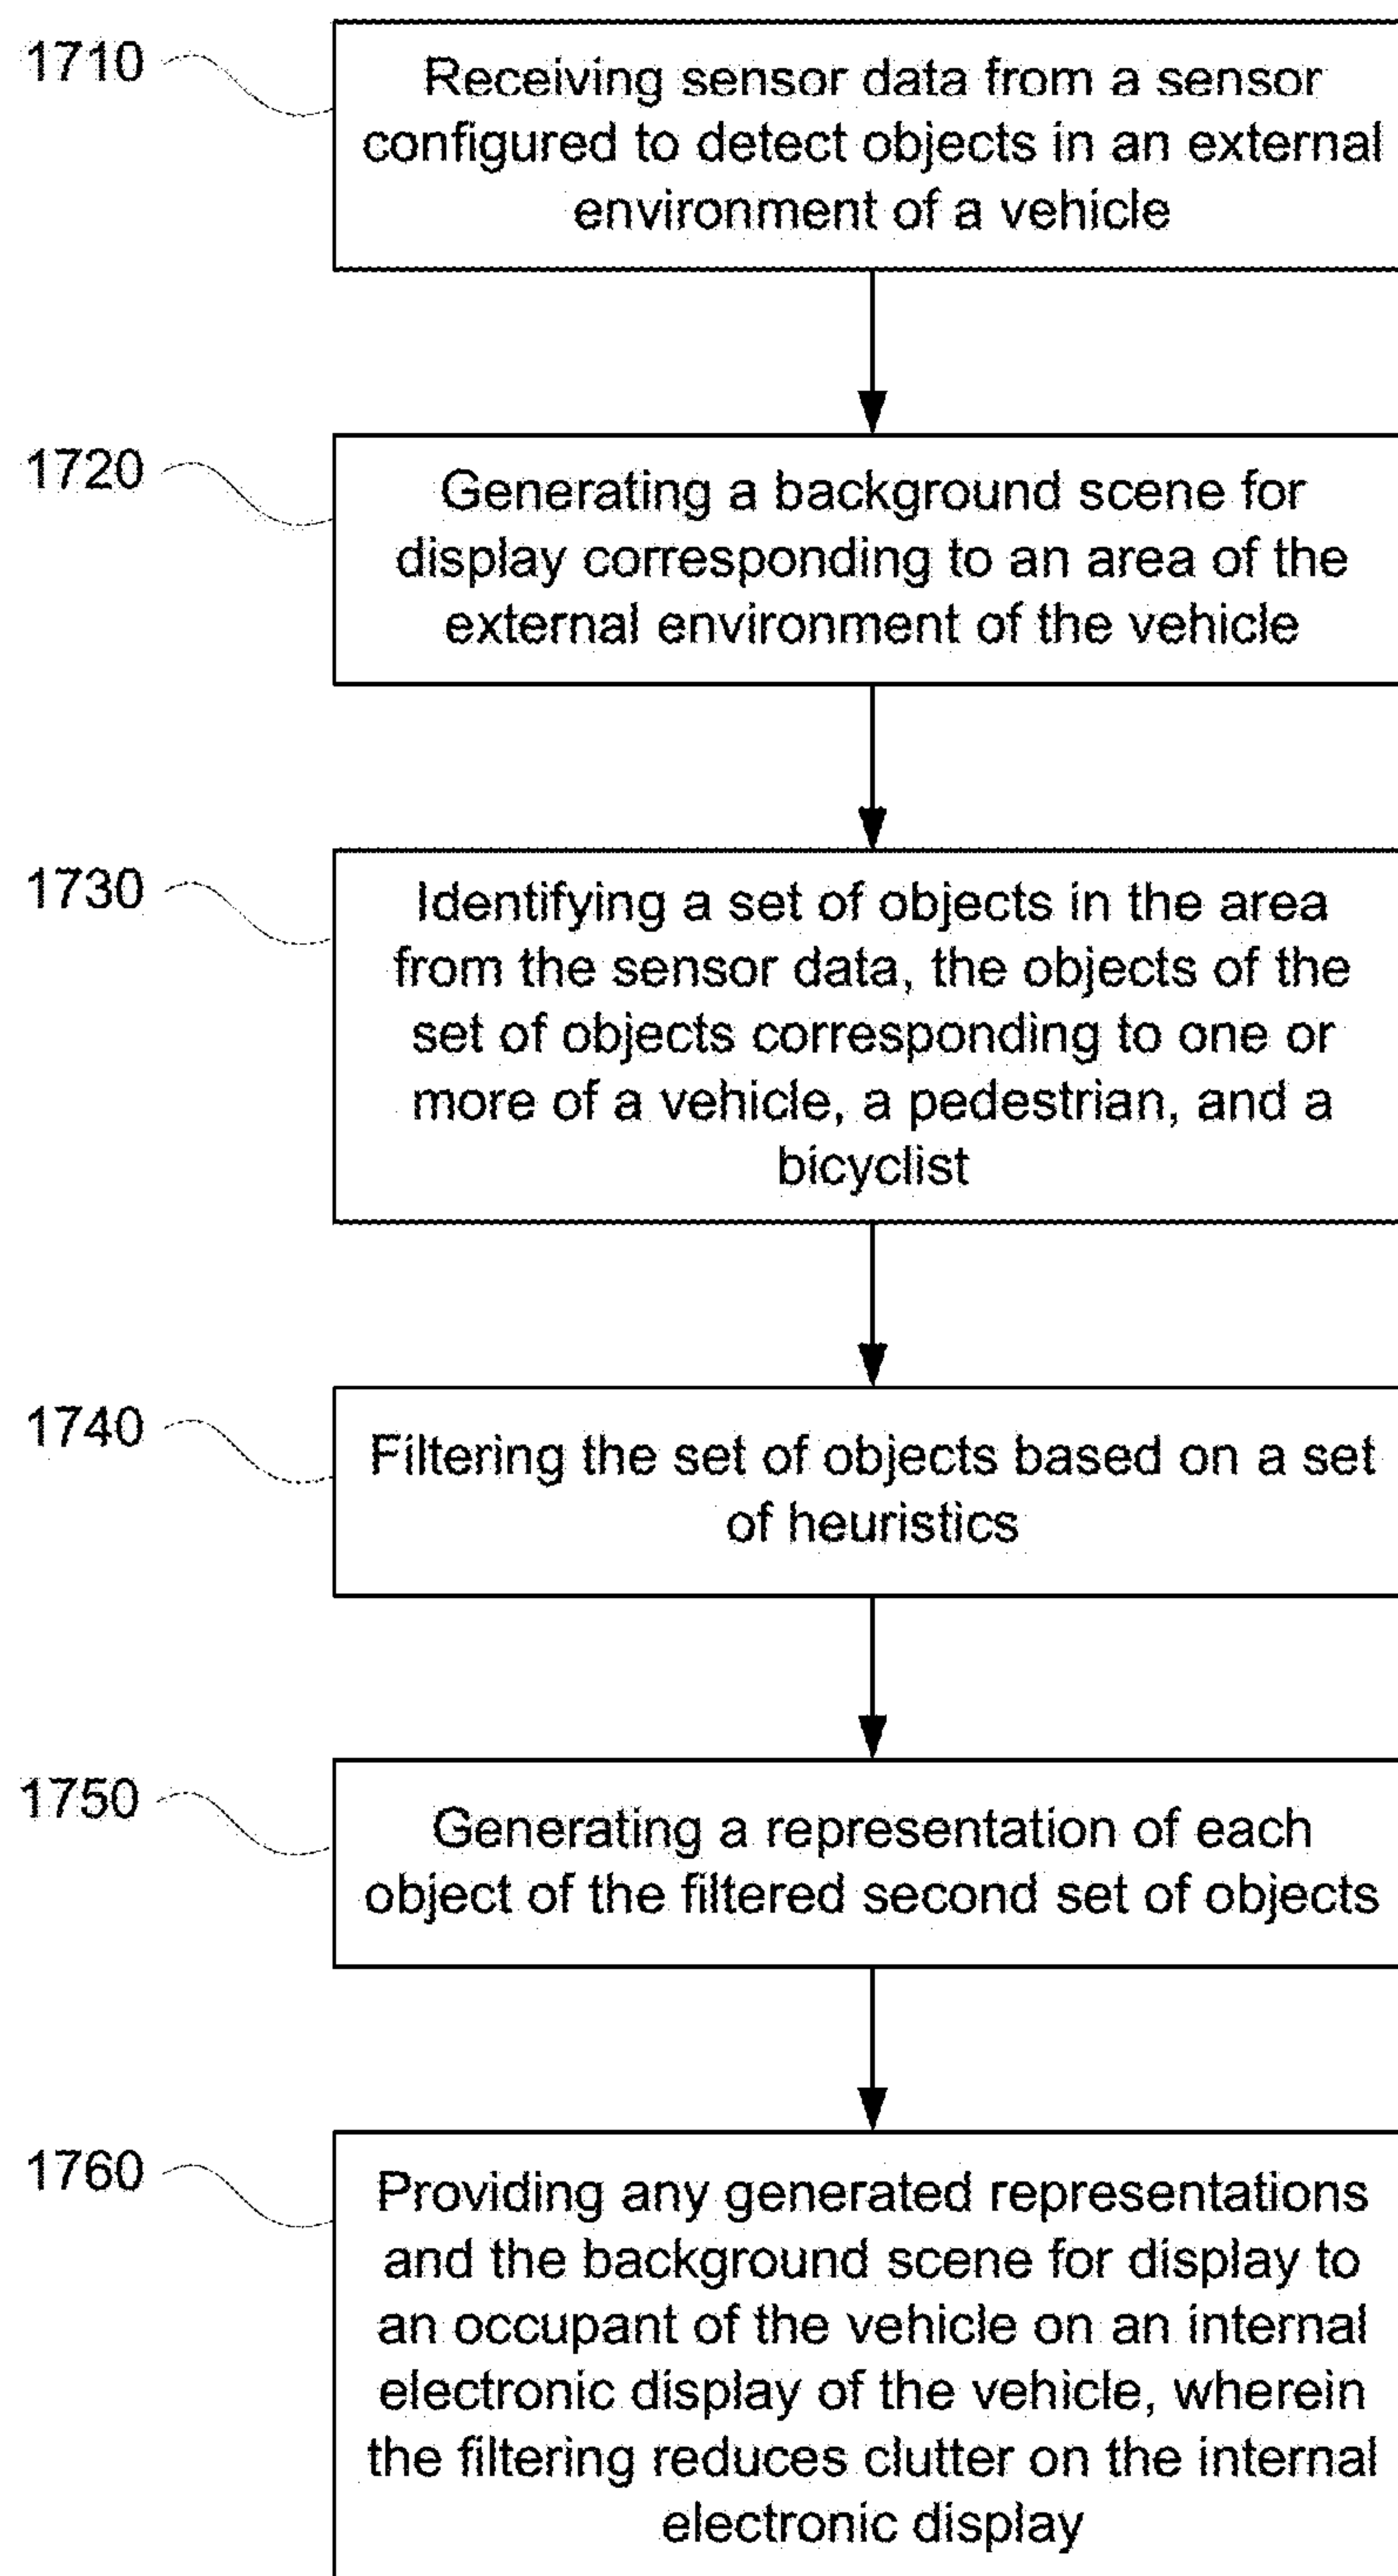 1710
Receiving sensor data from a sensor
configured to detect objects in an external
environment of a vehicle
1720
Generating a background scene for
display corresponding to an area of the
external environment of the vehicle
1730
Identifying a set of objects in the area
from the sensor data, the objects of the
set of objects corresponding to one or
more of a vehicle, a pedestrian, and a
bicyclist
1740
Filtering the set of objects based on a set
of heuristics
1750
Generating a representation of each
object of the filtered second set of objects
1760
Providing any generated representations
and the background scene for display to
an occupant of the vehicle on an internal
electronic display of the vehicle, wherein
the filtering reduces clutter on the internal
electronic display